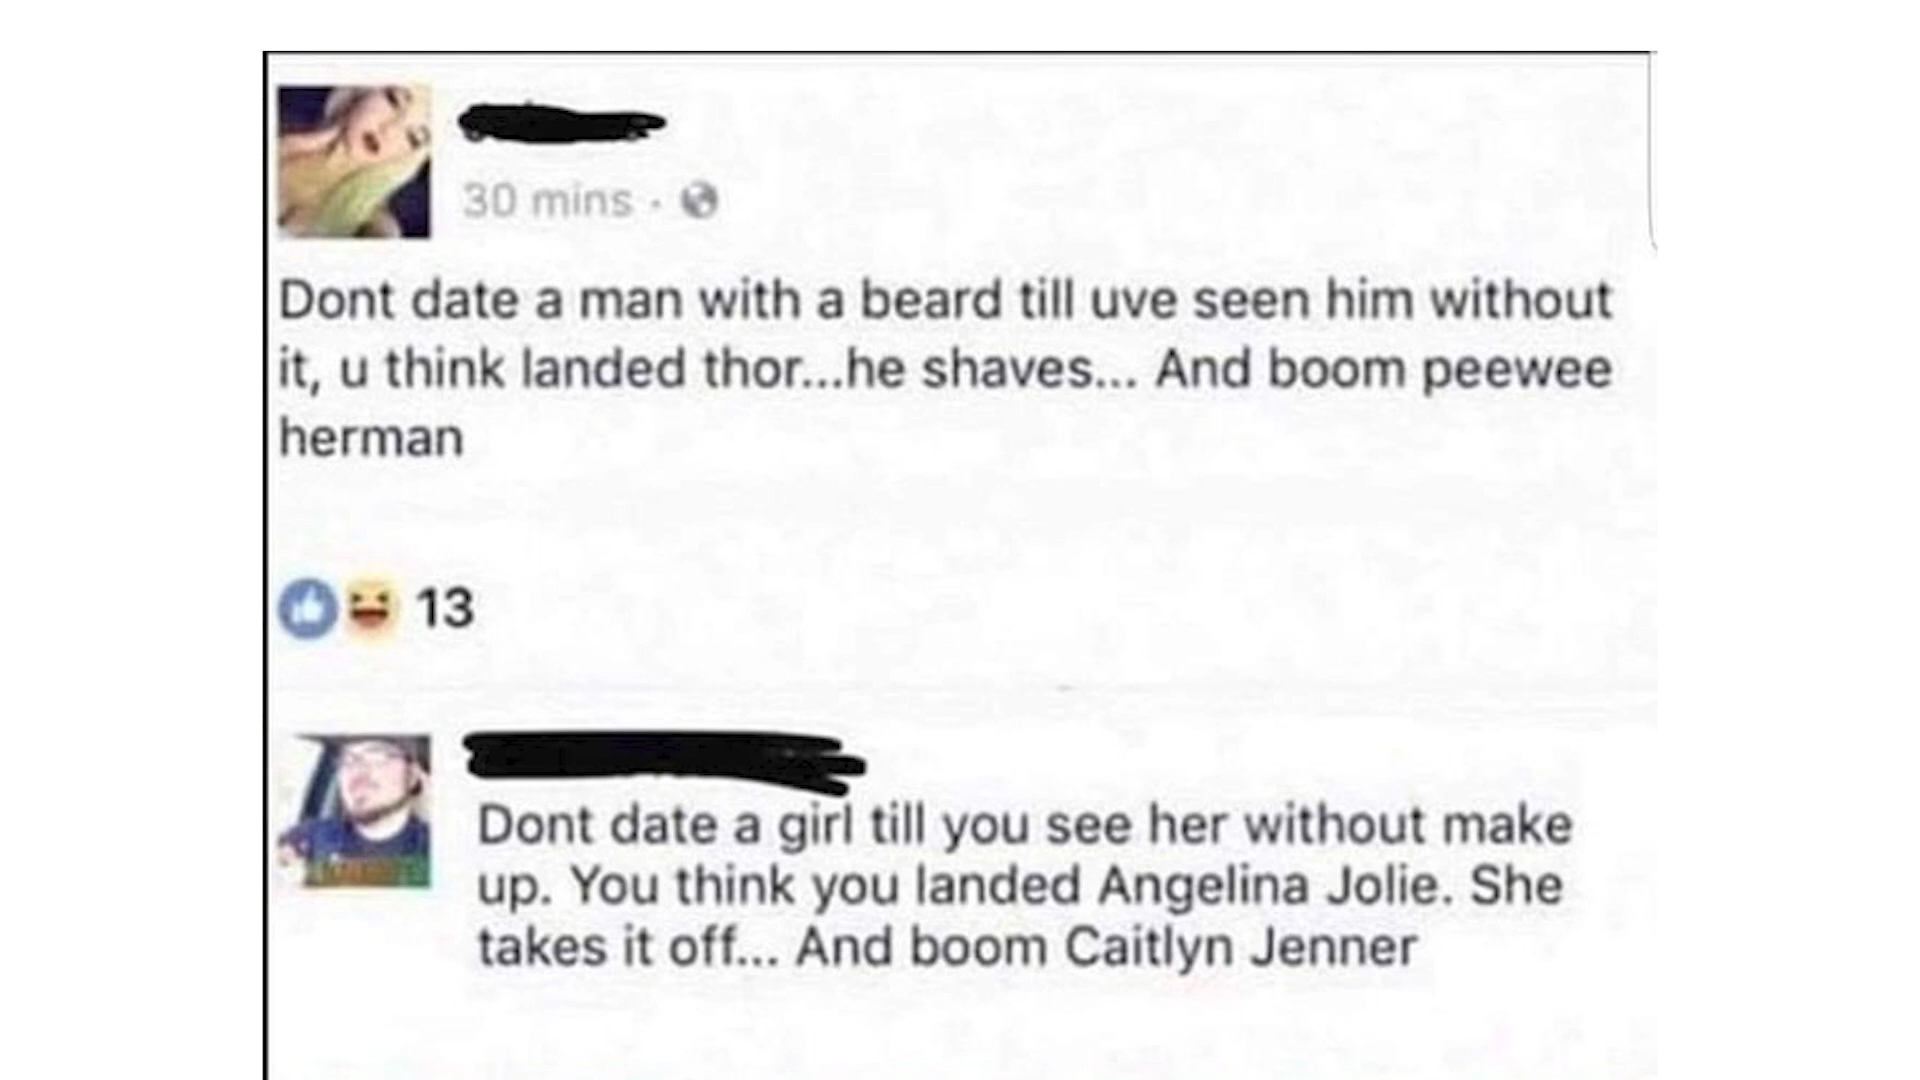 30 mins ·
Dont date a man with a beard till uve seen him without
it, u think landed thor...he shaves... And boom peewee
herman
13
Dont date a girl till you see her without make
up. You think you landed Angelina Jolie. She
takes it off... And boom Caitlyn Jenner